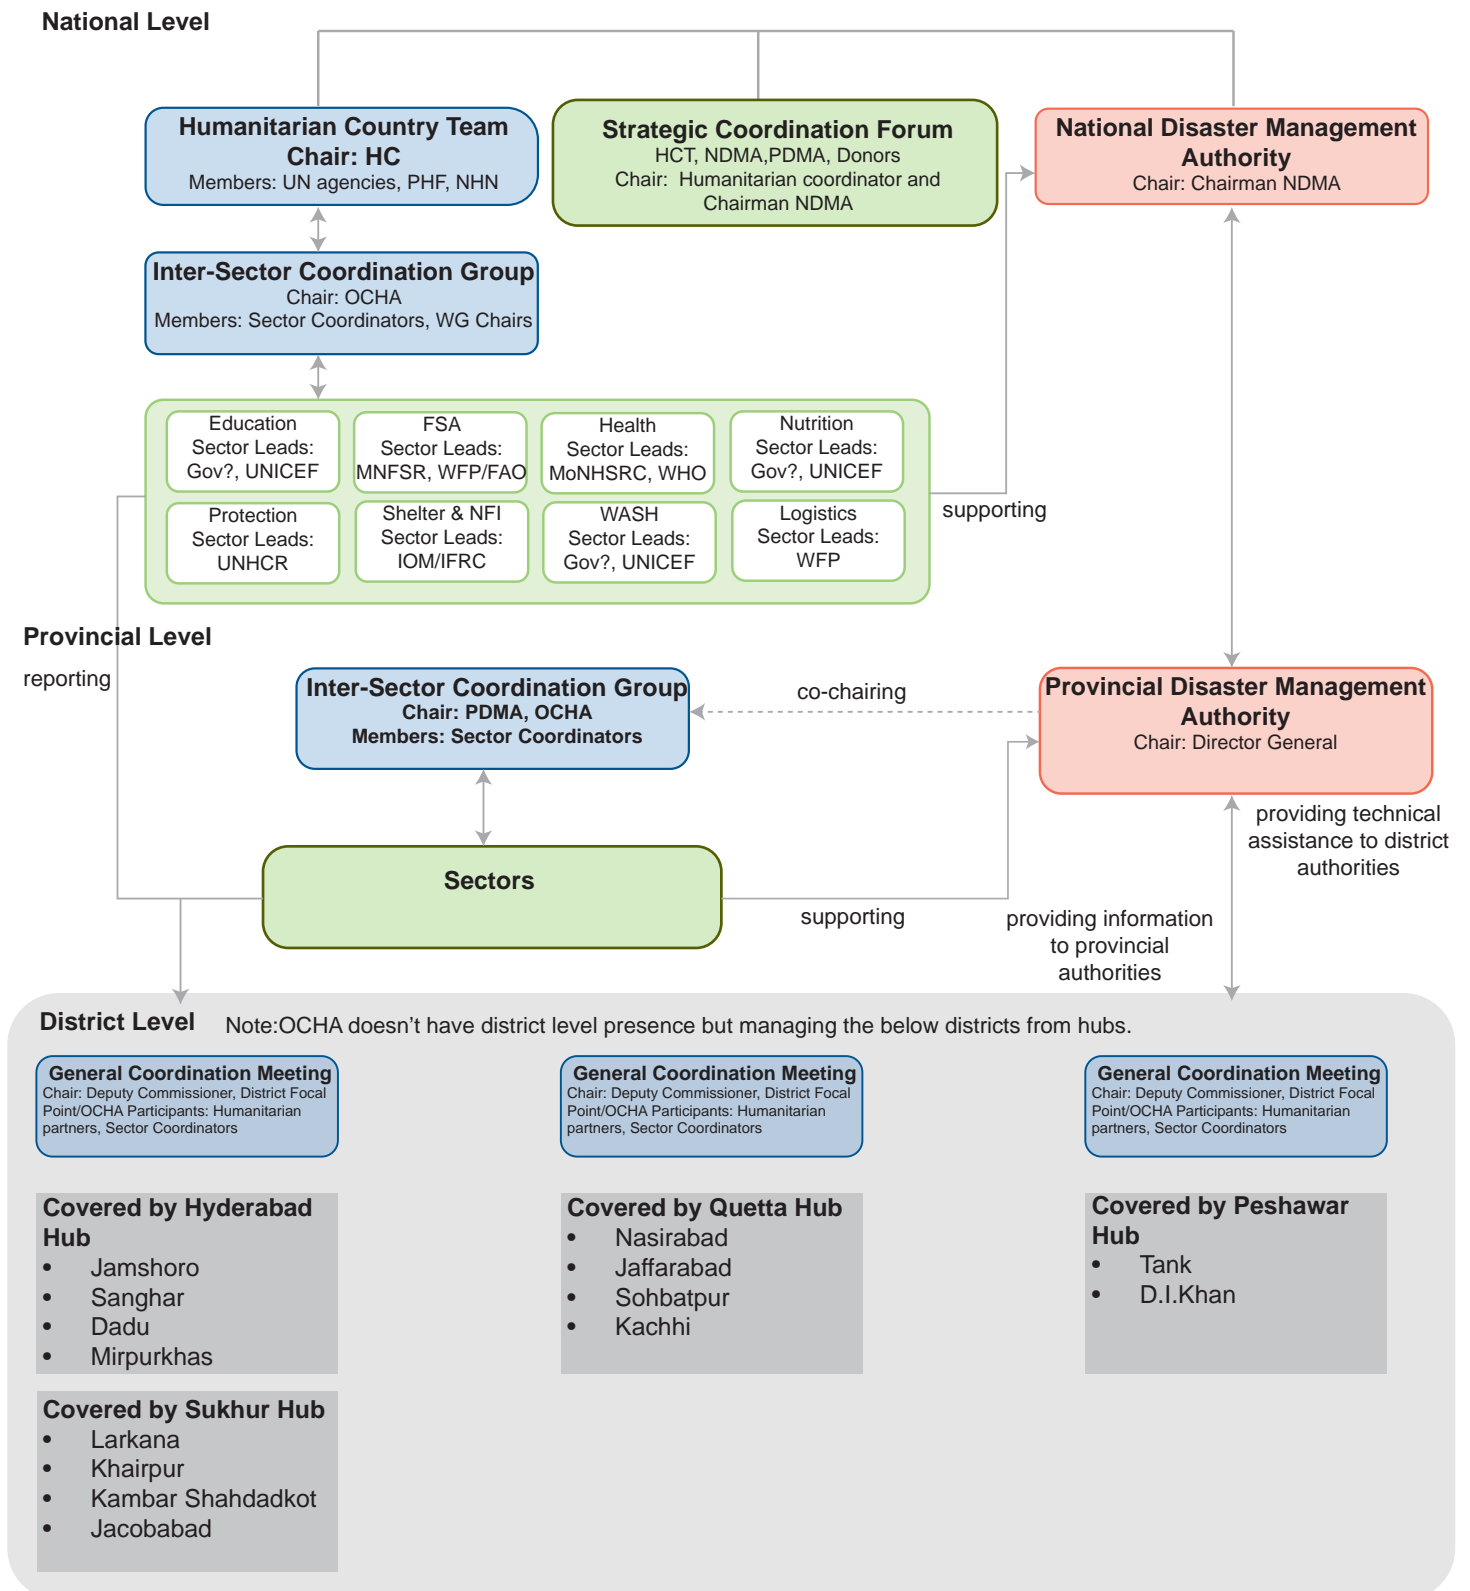 National Level
Humanitarian Country Team
Chair: HC
Members: UN agencies, PHF, NHN
Strategic Coordination Forum
HCT, NDMA,PDMA, Donors
Chair:  Humanitarian coordinator and
Chairman NDMA
National Disaster Management
Authority
Chair: Chairman NDMA
Inter-Sector Coordination Group
Chair: OCHA
Members: Sector Coordinators, WG Chairs
Education
Sector Leads:
Gov?, UNICEF
FSA
Sector Leads:
MNFSR, WFP/FAO
Health
Sector Leads:
MoNHSRC, WHO
Nutrition
Sector Leads:
Gov?, UNICEF
Protection
Sector Leads:
UNHCR
Shelter & NFI
Sector Leads:
IOM/IFRC
WASH
Sector Leads:
Gov?, UNICEF
Logistics
Sector Leads:
WFP
supporting
Provincial Level
reporting
Inter-Sector Coordination Group
Chair: PDMA, OCHA
Members: Sector Coordinators
co-chairing
Provincial Disaster Management
Authority
Chair: Director General
providing technical
assistance to district
authorities
Sectors
supporting
providing information
to provincial
authorities
District Level
Note:OCHA doesn't have district level presence but managing the below districts from hubs.
General Coordination Meeting
Chair: Deputy Commissioner, District Focal
Point/OCHA Participants: Humanitarian
partners, Sector Coordinators
General Coordination Meeting
Chair: Deputy Commissioner, District Focal
Point/OCHA Participants: Humanitarian
partners, Sector Coordinators
General Coordination Meeting
Chair: Deputy Commissioner, District Focal
Point/OCHA Participants: Humanitarian
partners, Sector Coordinators
Covered by Hyderabad
Hub
• Jamshoro
• Sanghar
• Dadu
• Mirpurkhas
Covered by Quetta Hub
• Nasirabad
• Jaffarabad
• Sohbatpur
• Kachhi
Covered by Peshawar
Hub
• Tank
• D.I.Khan
Covered by Sukhur Hub
• Larkana
• Khairpur
• Kambar Shahdadkot
• Jacobabad